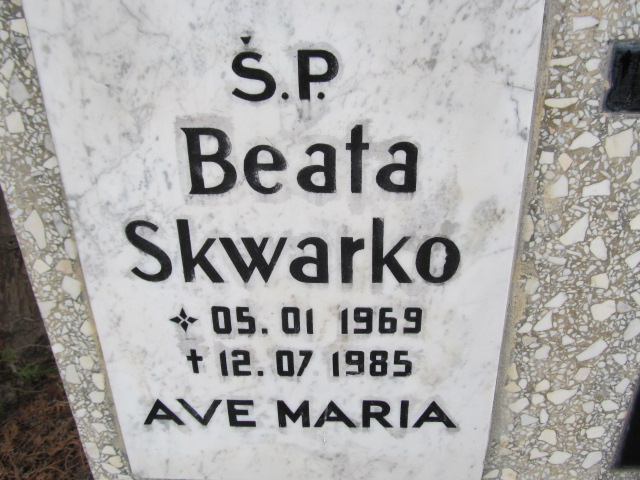 Ś.P.
Beata
Skwarko
05.01 1969
† 12.07 1985
AVE MARIA